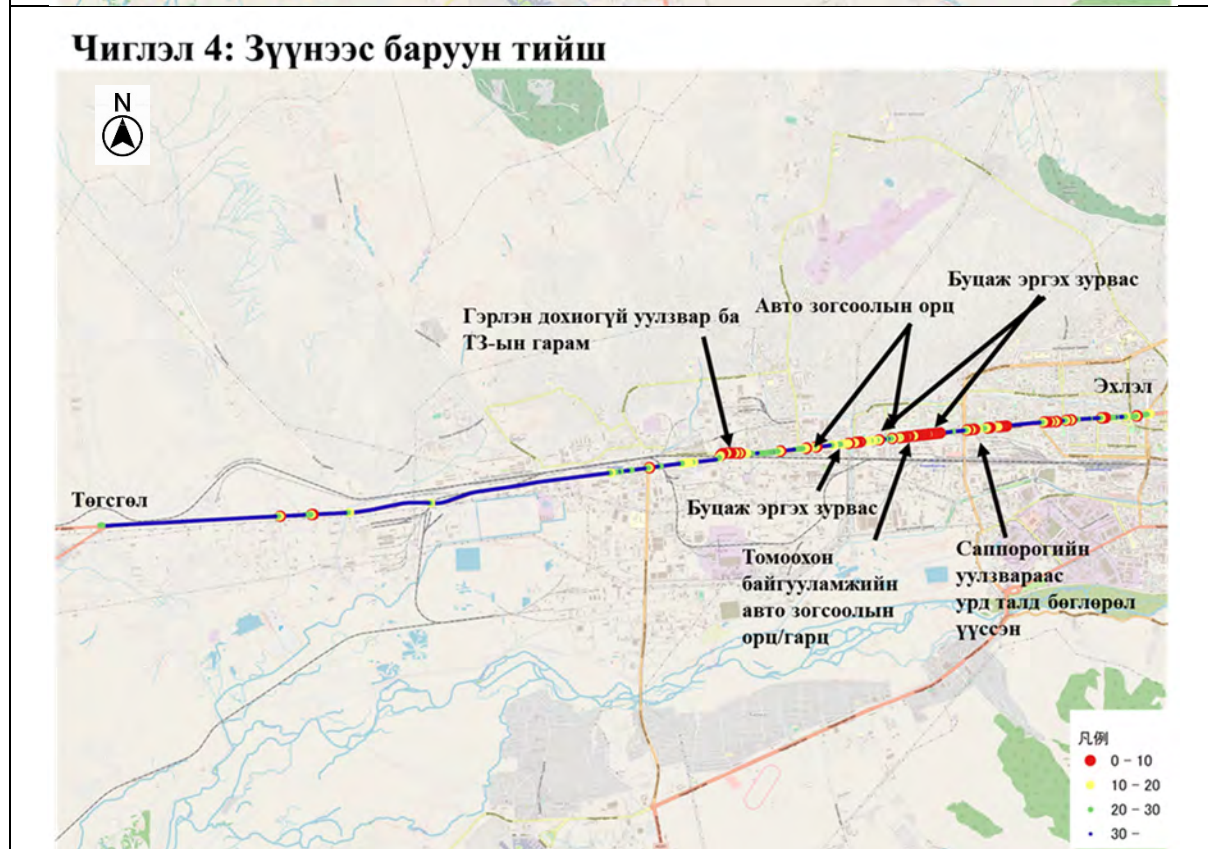 Чиглэл 4: Зүүнээс баруун тийш
N
Буцаж эргэх зурвас
Авто зогсоолын орц
Гэрлэн дохиогүй уулзвар ба
ТЗ-ын гарам
Эхлэл
Төгсгөл
Буцаж эргэх зурвас
Томоохон
байгууламжийн
авто зогсоолын
орц/гарц
Саппорогийн
уулзвараас
урд талд бөглөрөл
үүссэн
凡例
0 - 10
10 - 20
20 - 30
30 -